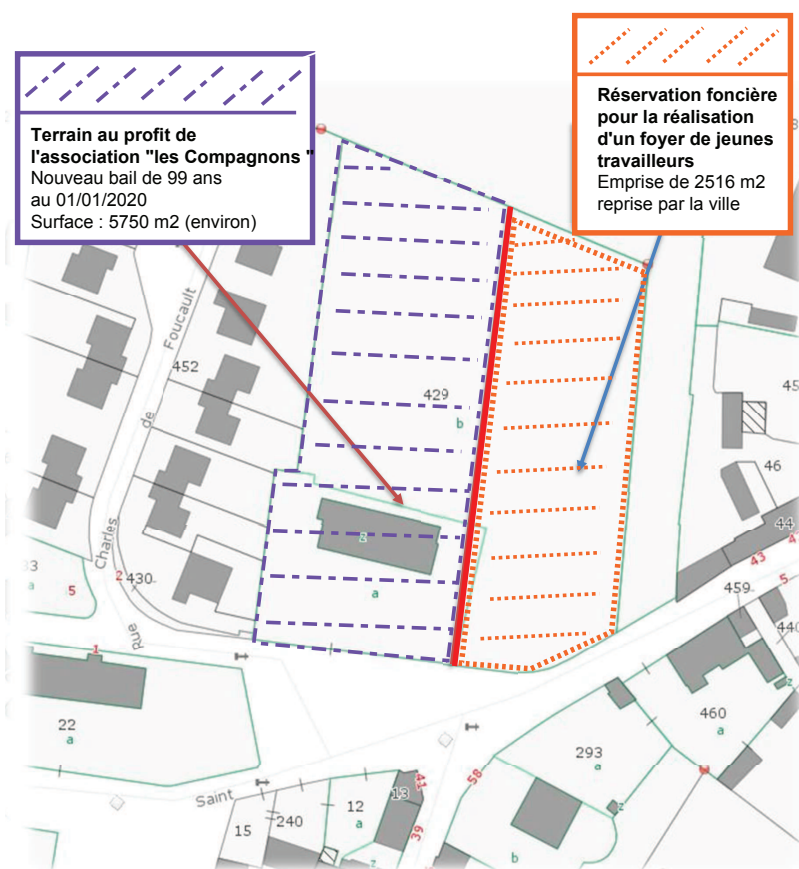 Terrain au profit de
l'association "les Compagnons "
Nouveau bail de 99 ans
au 01/01/2020
Surface : 5750 m2 (environ)
Réservation foncière
pour la réalisation
d'un foyer de jeunes
travailleurs
Emprise de 2516 m2
reprise par la ville
Rue Charles de Foucault
452
429
b
45
46
44
43
459
5
440
z
a
430
2
5
a
1
22
a
460
a
z
293
a
z
58
Saint
15
240
12
a
13
41
39
z
b